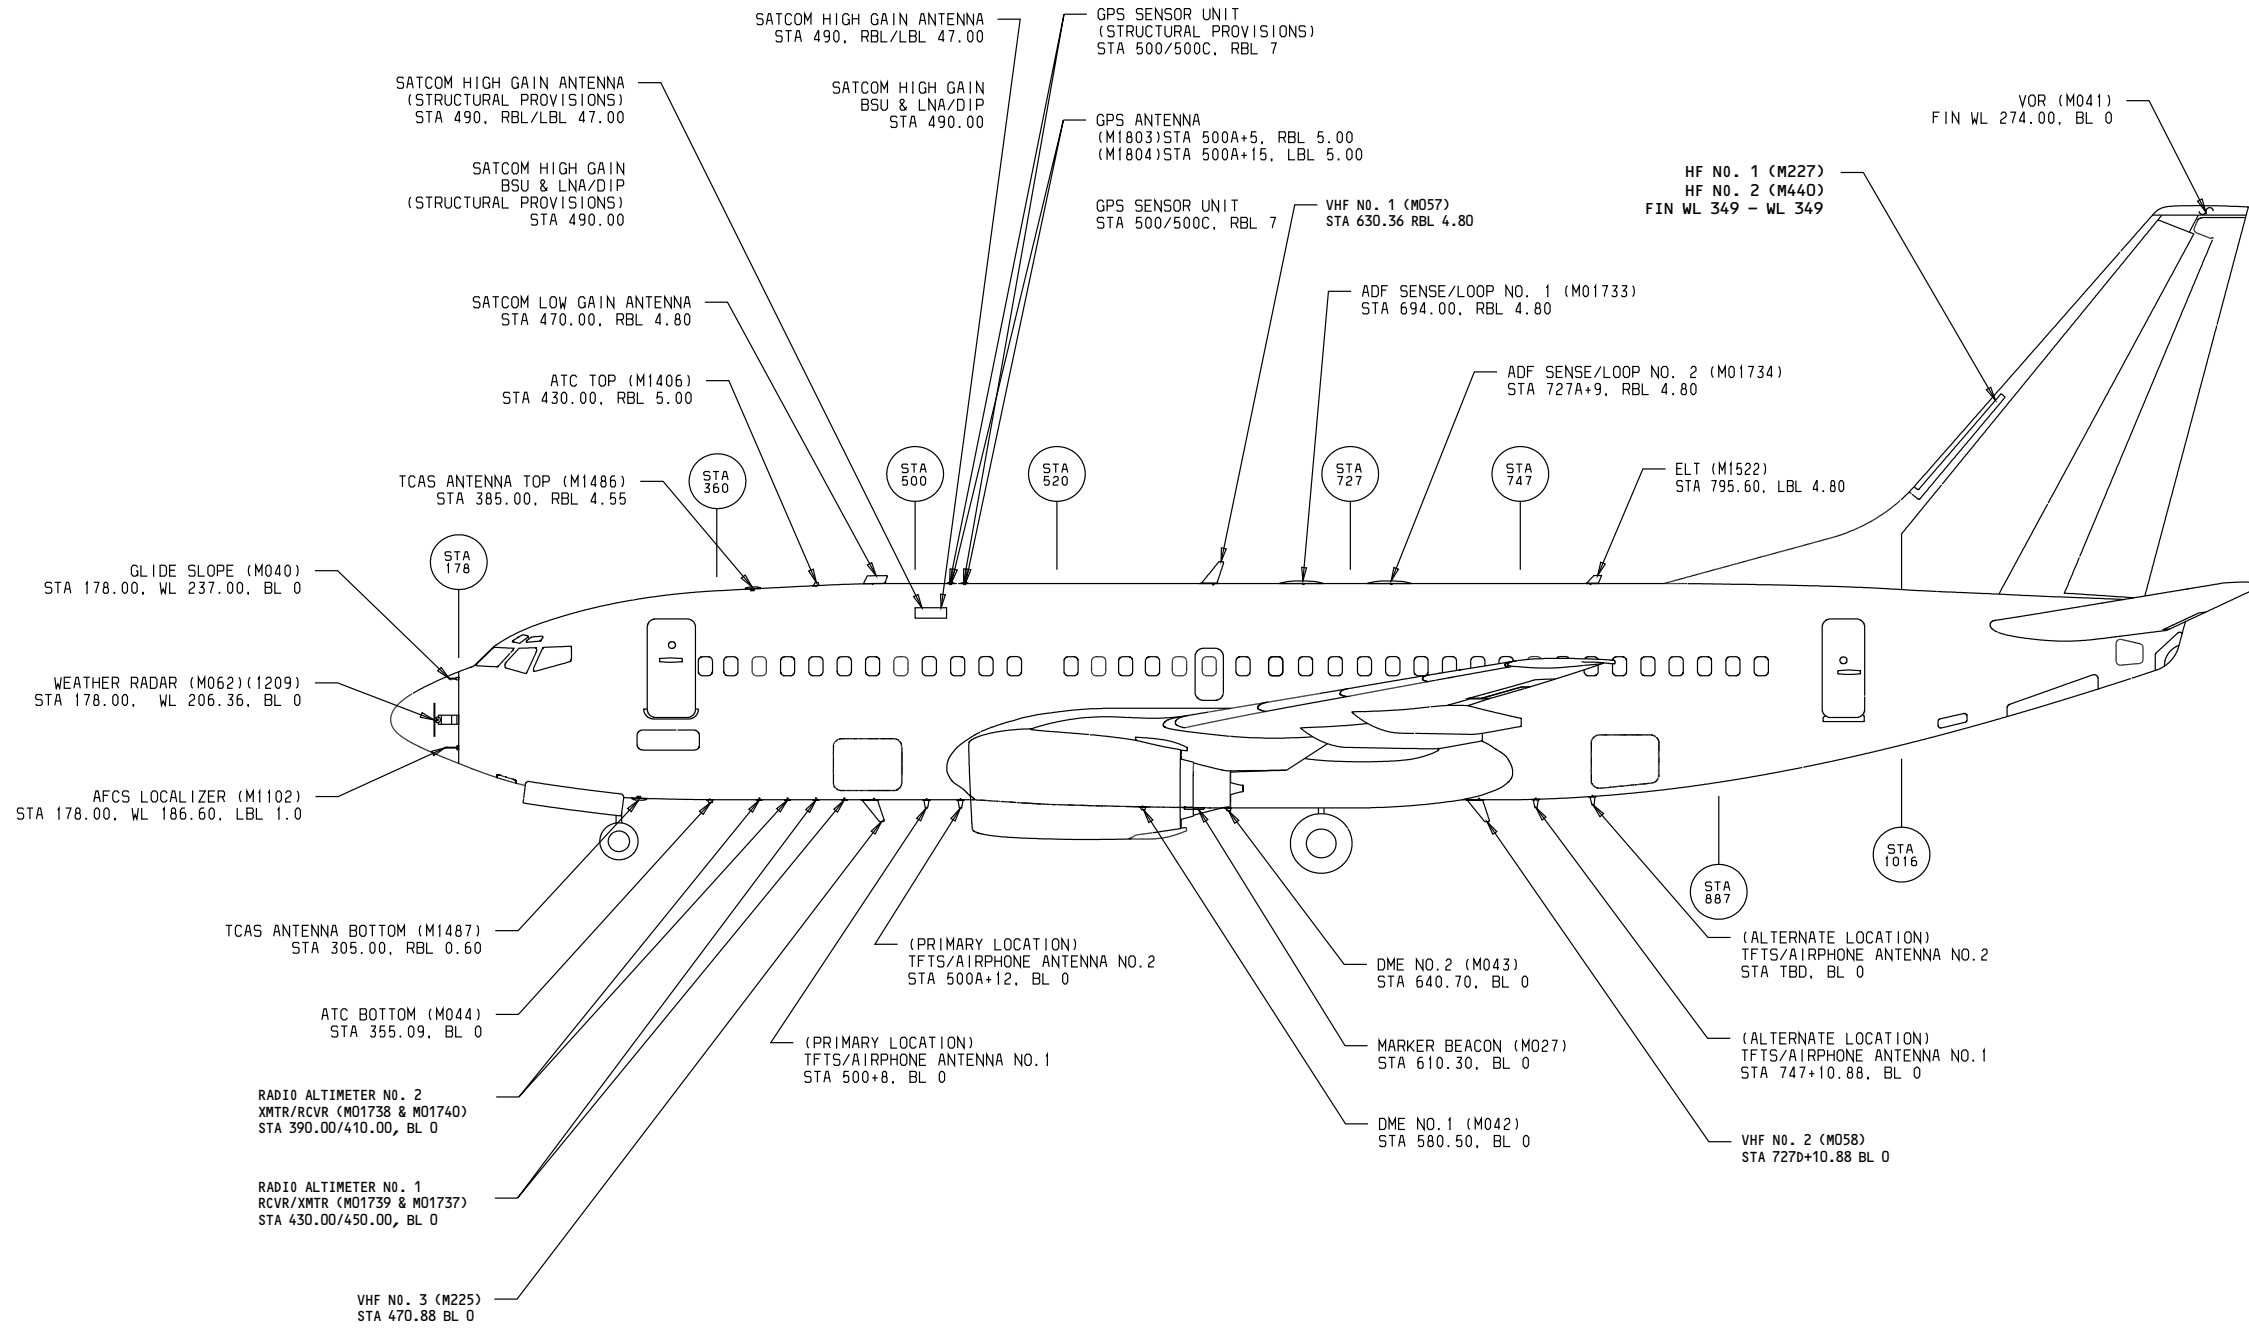 SATCOM HIGH GAIN ANTENNA
STA 490, RBL/LBL 47.00
GPS SENSOR UNIT
(STRUCTURAL PROVISIONS)
STA 500/500C, RBL 7
SATCOM HIGH GAIN ANTENNA
(STRUCTURAL PROVISIONS)
STA 490, RBL/LBL 47.00
SATCOM HIGH GAIN
BSU & LNA/DIP
STA 490.00
GPS ANTENNA
(M1803)STA 500A+5, RBL 5.00
(M1804)STA 500A+15, LBL 5.00
VOR (M041)
FIN WL 274.00, BL 0
SATCOM HIGH GAIN
BSU & LNA/DIP
(STRUCTURAL PROVISIONS)
STA 490.00
GPS SENSOR UNIT
STA 500/500C, RBL 7
VHF NO. 1 (M057)
STA 630.36 RBL 4.80
HF NO. 1 (M227)
HF NO. 2 (M440)
FIN WL 349 - WL 349
SATCOM LOW GAIN ANTENNA
STA 470.00, RBL 4.80
ADF SENSE/LOOP NO. 1 (M01733)
STA 694.00, RBL 4.80
ATC TOP (M1406)
STA 430.00, RBL 5.00
ADF SENSE/LOOP NO. 2 (M01734)
STA 727A+9, RBL 4.80
TCAS ANTENNA TOP (M1486)
STA 385.00, RBL 4.55
STA
360
STA
500
STA
520
STA
727
STA
747
ELT (M1522)
STA 795.60, LBL 4.80
STA
178
GLIDE SLOPE (M040)
STA 178.00, WL 237.00, BL 0
WEATHER RADAR (M062)(1209)
STA 178.00, WL 206.36, BL 0
AFCS LOCALIZER (M1102)
STA 178.00, WL 186.60, LBL 1.0
STA
1016
STA
887
TCAS ANTENNA BOTTOM (M1487)
STA 305.00, RBL 0.60
(PRIMARY LOCATION)
TFTS/AIRPHONE ANTENNA NO.2
STA 500A+12, BL 0
DME NO.2 (M043)
STA 640.70, BL 0
(ALTERNATE LOCATION)
TFTS/AIRPHONE ANTENNA NO.2
STA TBD, BL 0
ATC BOTTOM (M044)
STA 355.09, BL 0
(PRIMARY LOCATION)
TFTS/AIRPHONE ANTENNA NO.1
STA 500+8, BL 0
MARKER BEACON (M027)
STA 610.30, BL 0
(ALTERNATE LOCATION)
TFTS/AIRPHONE ANTENNA NO.1
STA 747+10.88, BL 0
RADIO ALTIMETER NO. 2
XMTR/RCVR (M01738 & M01740)
STA 390.00/410.00, BL 0
DME NO.1 (M042)
STA 580.50, BL 0
VHF NO. 2 (M058)
STA 727D+10.88 BL 0
RADIO ALTIMETER NO. 1
RCVR/XMTR (M01739 & M01737)
STA 430.00/450.00, BL 0
VHF NO. 3 (M225)
STA 470.88 BL 0